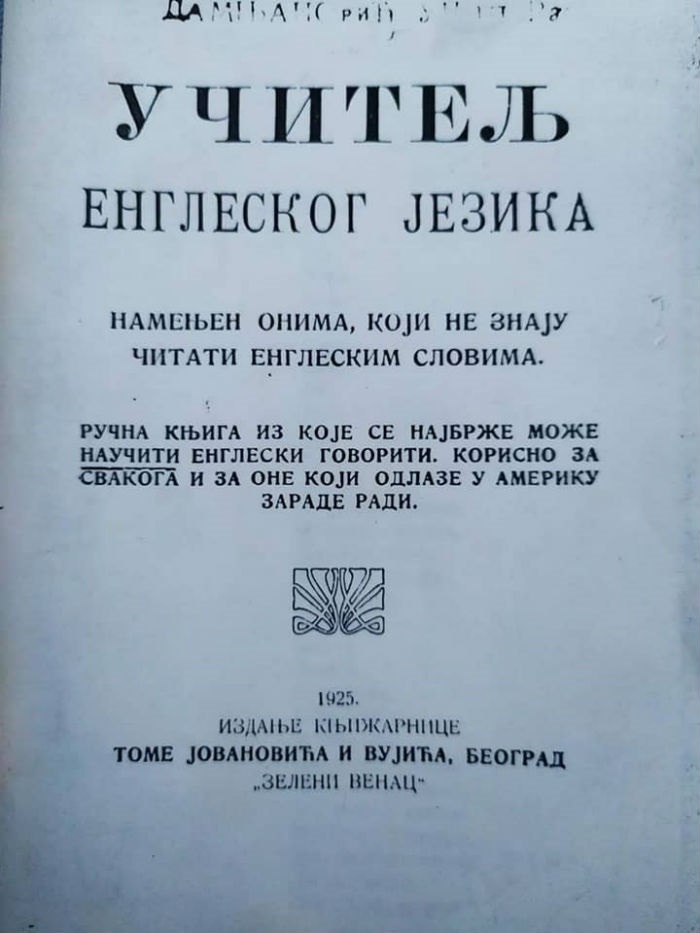 УЧИТЕЉ
ЕНГЛЕСКОГ ЈЕЗИКА
НАМЕЊЕН ОНИМА, КОЈИ НЕ ЗНАЈУ
ЧИТАТИ ЕНГЛЕСКИМ СЛОВИМА.
РУЧНА КЊИГА ИЗ КОЈЕ СЕ НАЈБРЖЕ МОЖЕ
НАУЧИТИ ЕНГЛЕСКИ ГОВОРИТИ. КОРИСНО ЗА
СВАКОГА И ЗА ОНЕ КОЈИ ОДЛАЗЕ У АМЕРИКУ
ЗАРАДЕ РАДИ.
1925.
ИЗДАЊЕ КЊИЖАРНИЦЕ
ТОМЕ ЈОВАНОВИЋА И ВУЈИЋА, БЕОГРАД
„ЗЕЛЕНИ ВЕНАЦ“